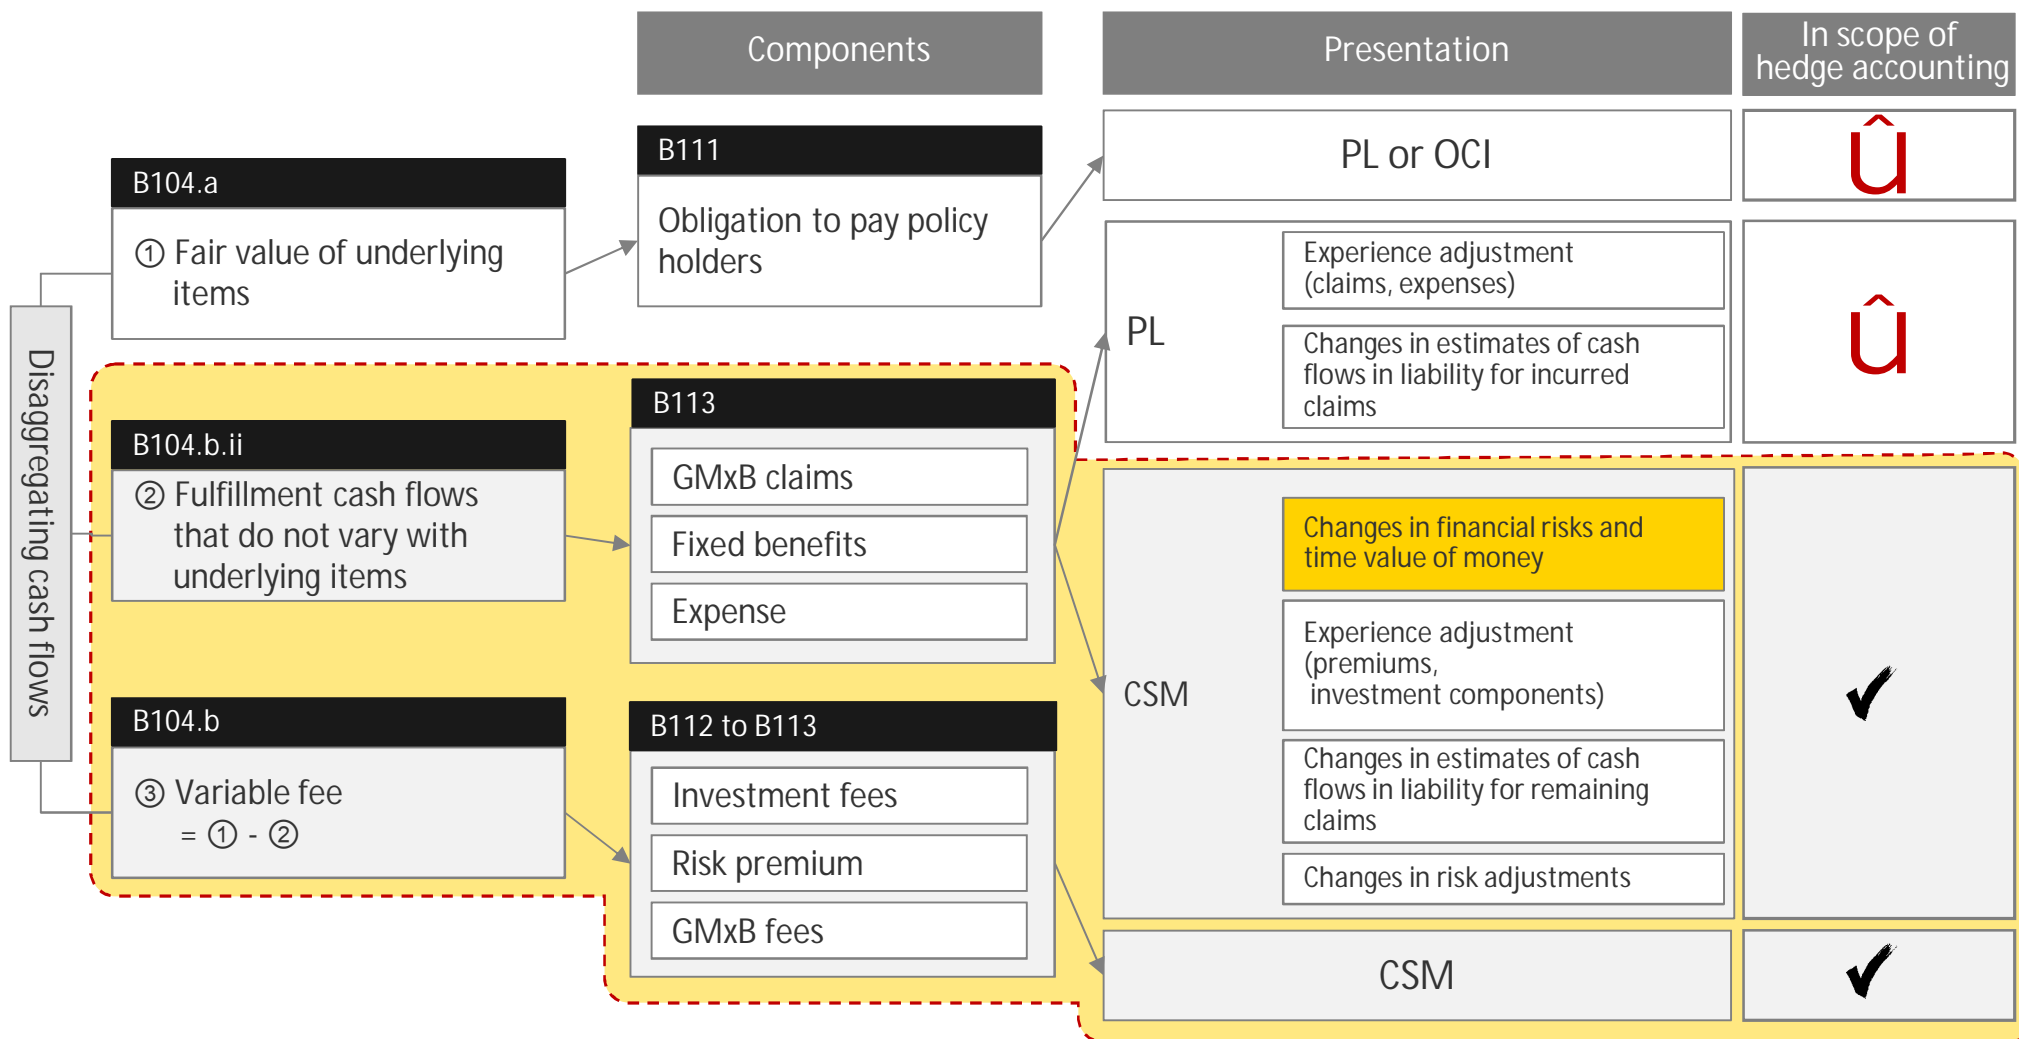 Components
Presentation
In scope of
hedge accounting
Disaggregating cash flows
B104.a
① Fair value of underlying
items
B111
Obligation to pay policy
holders
PL or OCI
û
PL
Experience adjustment
(claims, expenses)
Changes in estimates of cash
flows in liability for incurred
claims
û
B104.b.ii
② Fulfillment cash flows
that do not vary with
underlying items
B113
GMxB claims
Fixed benefits
Expense
CSM
Changes in financial risks and
time value of money
Experience adjustment
(premiums,
investment components)
Changes in estimates of cash
flows in liability for remaining
claims
Changes in risk adjustments
✓
B104.b
③ Variable fee
= ① - ②
B112 to B113
Investment fees
Risk premium
GMxB fees
CSM
✓